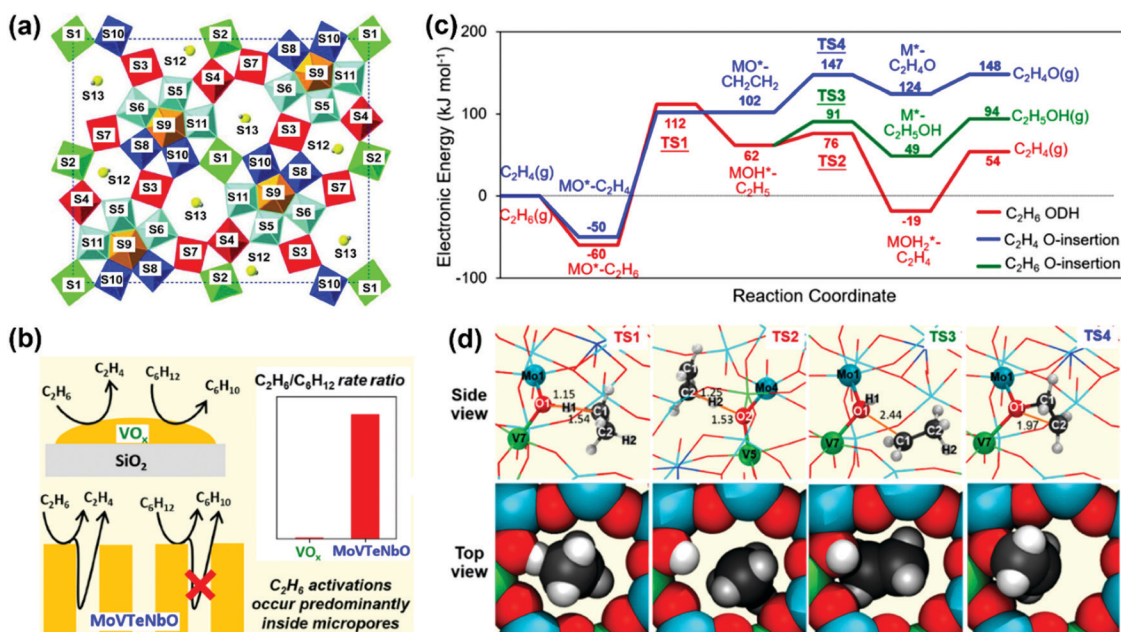 (a)
S1
S10
S2
S8
S10
S1
S12
S3
S7
S9
S11
S3
S4
S13
S5
S5
S6
S6
S4
S9
S13
S3
S7
S12
S2
S8
S10
S1
S10
S8
S2
S12
S3
S11
S9
S7
S4
S13
S6
S5
S5
S6
S11
S9
S3
S4
S13
S7
S12
S8
S1
S10
S2
S10
S1
(b)
C2H6
C2H4
C6H12
C6H10
VOx
SiO2
C2H6
C2H4
C6H12
C6H10
MoVTeNbO
C2H6/C6H12 rate ratio
VOx
MoVTeNbO
C2H6 activations
occur predominantly
inside micropores
(c)
Electronic Energy (kJ mol-1)
200
100
0
-100
C2H4(g)
C2H6(g)
MO*-C2H4
-50
-60
MO*-C2H6
112
TS1
MO*-
CH2CH2
102
62
MOH*-
C2H5
TS4
147
TS3
91
76
TS2
M*-
C2H4O
124
M*-
C2H5OH
49
-19
MOH2*-
C2H4
148
C2H4O(g)
94
C2H5OH(g)
C2H4(g)
54
C2H6 ODH
C2H4 O-insertion
C2H6 O-insertion
Reaction Coordinate
(d)
Side
view
Top
view
TS1
Mo1
1.15
O1
H1
C1
1.54
C2
H2
V7
TS2
C1
C2
1.25
H2
Mo4
1.53
O2
V5
TS3
Mo1
H1
O1
2.44
C2
C1
H2
V7
TS4
Mo1
O1
C1
1.97
C2
V7